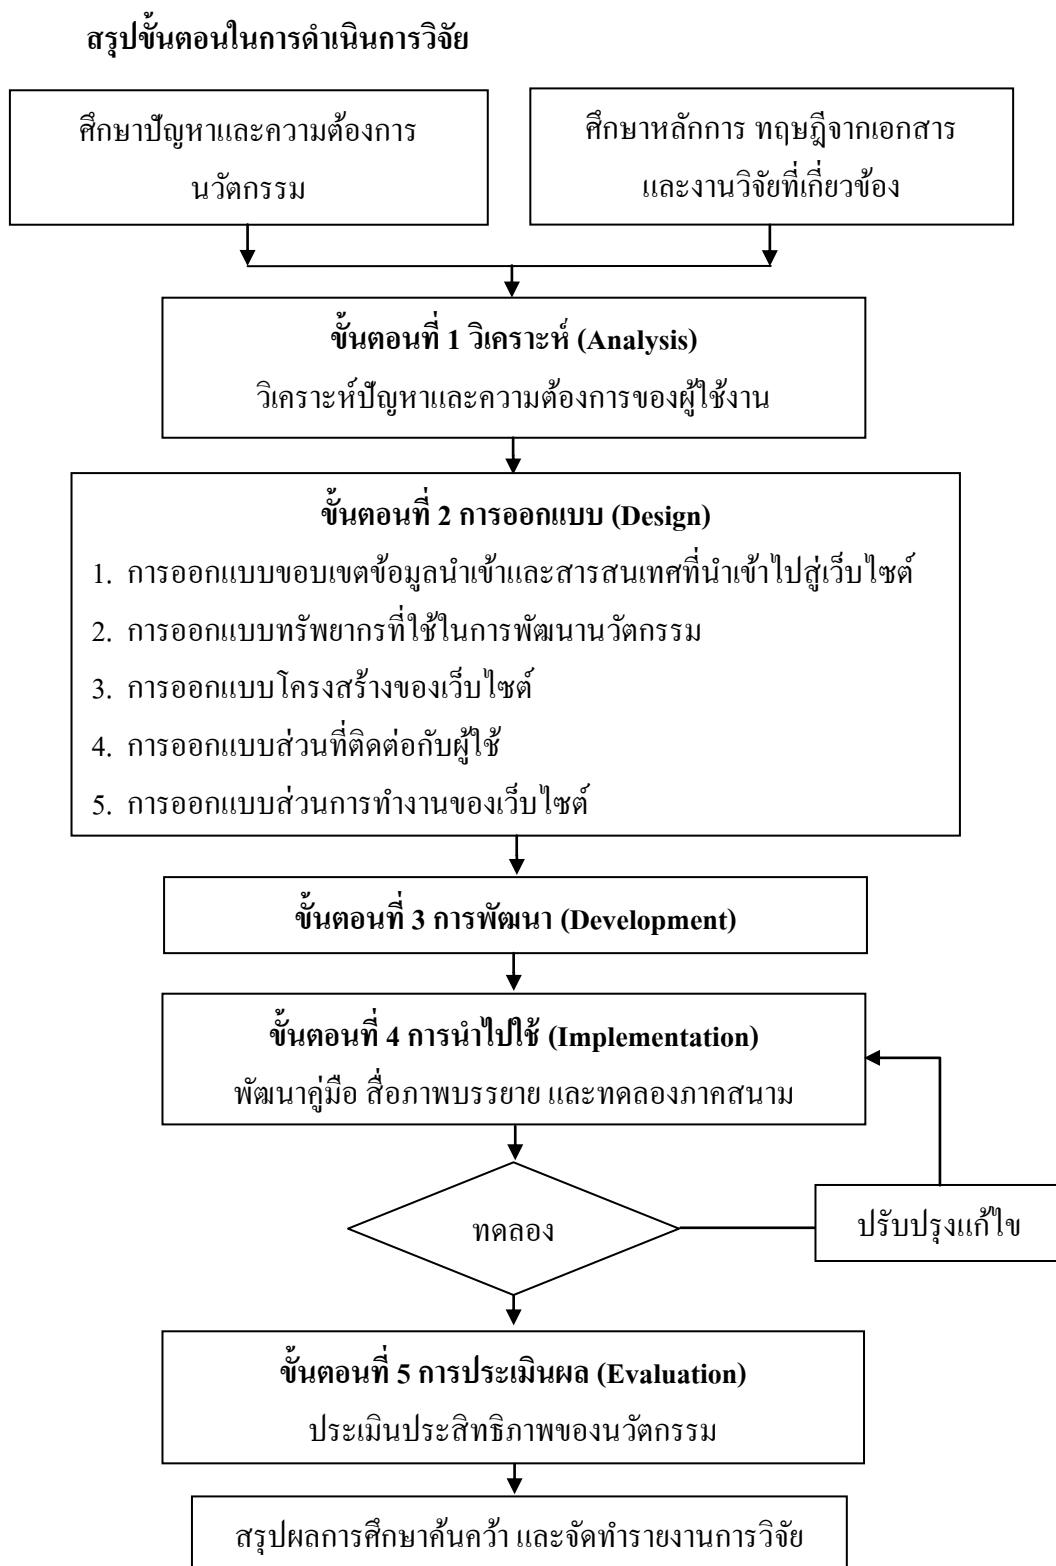 สรุปขั้นตอนในการดำเนินการวิจัย
ศึกษาปัญหาและความต้องการ
นวัตกรรม
ศึกษาหลักการ ทฤษฎีจากเอกสาร
และงานวิจัยที่เกี่ยวข้อง
ขั้นตอนที่ 1 วิเคราะห์ (Analysis)
วิเคราะห์ปัญหาและความต้องการของผู้ใช้งาน
ขั้นตอนที่ 2 การออกแบบ (Design)
1. การออกแบบขอบเขตข้อมูลนำเข้าและสารสนเทศที่นำเข้าไปสู่เว็บไซต์
2. การออกแบบทรัพยากรที่ใช้ในการพัฒนานวัตกรรม
3. การออกแบบโครงสร้างของเว็บไซต์
4. การออกแบบส่วนที่ติดต่อกับผู้ใช้
5. การออกแบบส่วนการทำงานของเว็บไซต์
ขั้นตอนที่ 3 การพัฒนา (Development)
ขั้นตอนที่ 4 การนำไปใช้ (Implementation)
พัฒนาคู่มือ สื่อภาพบรรยาย และทดลองภาคสนาม
ทดลอง
ปรับปรุงแก้ไข
ขั้นตอนที่ 5 การประเมินผล (Evaluation)
ประเมินประสิทธิภาพของนวัตกรรม
สรุปผลการศึกษาค้นคว้า และจัดทำรายงานการวิจัย